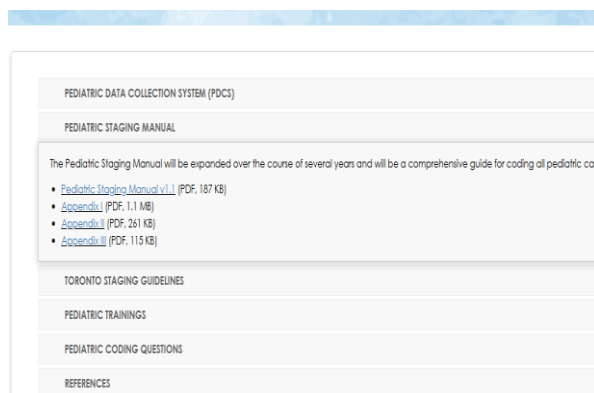 PEDIATRIC DATA COLLECTION SYSTEM (PDCS)
PEDIATRIC STAGING MANUAL
The Pediatric Staging Manual will be expanded over the course of several years and will be a comprehensive guide for coding all pediatric ca
• Pediatric Staging Manual v1.1 (PDF, 187 KB)
• Appendix I (PDF, 1.1 MB)
• Appendix II (PDF, 261 KB)
• Appendix III (PDF, 115 KB)
TORONTO STAGING GUIDELINES
PEDIATRIC TRAININGS
PEDIATRIC CODING QUESTIONS
REFERENCES